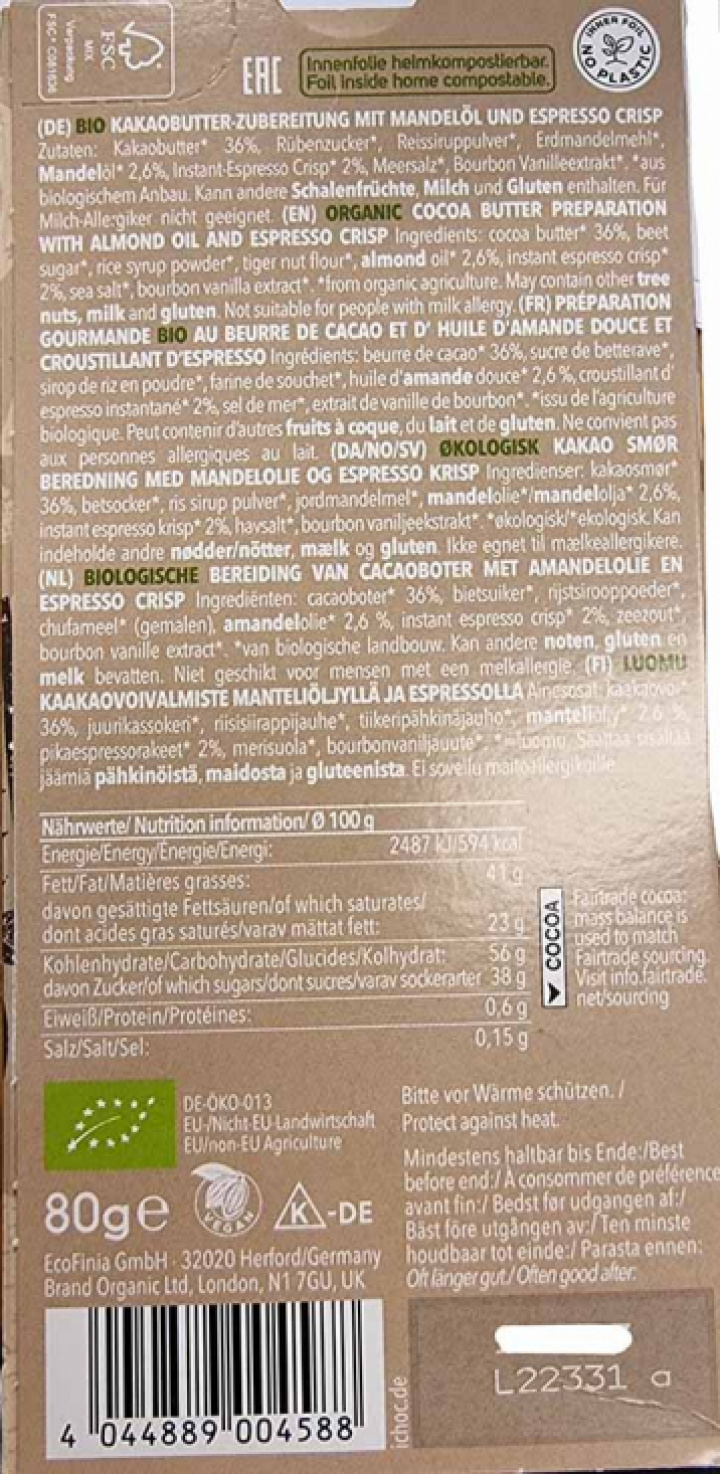 Verpackung
FSC® C081636
FSC
MIX
EAC
Innenfolie heimkompostierbar.
Foil inside home compostable.
INNER FOIL
NO PLASTIC
(DE) BIO KAKAOBUTTER-ZUBEREITUNG MIT MANDELÖL UND ESPRESSO CRISP
Zutaten: Kakaobutter* 36%, Rübenzucker*, Reissiruppulver*, Erdmandelmehl*,
Mandelöl* 2,6%, Instant-Espresso Crisp* 2%, Meersalz*, Bourbon Vanilleextrakt*. *aus
biologischem Anbau. Kann andere Schalenfrüchte, Milch und Gluten enthalten. Für
Milch-Allergiker nicht geeignet. (EN) ORGANIC COCOA BUTTER PREPARATION
WITH ALMOND OIL AND ESPRESSO CRISP Ingredients: cocoa butter* 36%, beet
sugar*, rice syrup powder*, tiger nut flour*, almond oil* 2,6%, instant espresso crisp*
2%, sea salt*, bourbon vanilla extract*. *from organic agriculture. May contain other tree
nuts, milk and gluten. Not suitable for people with milk allergy. (FR) PRÉPARATION
GOURMANDE BIO AU BEURRE DE CACAO ET D' HUILE D'AMANDE DOUCE ET
CROUSTILLANT D'ESPRESSO Ingrédients: beurre de cacao* 36%, sucre de betterave*,
sirop de riz en poudre*, farine de souchet*, huile d'amande douce* 2,6 %, croustillant d'
espresso instantané* 2%, sel de mer*, extrait de vanille de bourbon*. *issu de l'agriculture
biologique. Peut contenir d'autres fruits à coque, du lait et de gluten. Ne convient pas
aux personnes allergiques au lait. (DA/NO/SV) ØKOLOGISK KAKAO SMØR
BEREDNING MED MANDELOLIE OG ESPRESSO KRISP Ingredienser: kakaosmør*
36%, betsocker*, ris sirup pulver*, jordmandelmel*, mandelolie*/mandelolja* 2,6%,
instant espresso krisp* 2%, havsalt*, bourbon vaniljeekstrakt*. *økologisk/*ekologisk. Kan
indeholde andre nødder/nötter, mælk og gluten. Ikke egnet til mælkeallergikere.
(NL) BIOLOGISCHE BEREIDING VAN CACAOBOTER MET AMANDELOLIE EN
ESPRESSO CRISP Ingrediënten: cacaoboter* 36%, bietsuiker*, rijstsirooppoeder*,
chufameel* (gemalen), amandelolie* 2,6 %, instant espresso crisp* 2%, zeezout*,
bourbon vanille extract*. *van biologische landbouw. Kan andere noten, gluten en
melk bevatten. Niet geschikt voor mensen met een melkallergie. (FI) LUOMU
KAAKAOVOIVALMISTE MANTELIÖLJYLLÄ JA ESPRESSOLLA Ainesosat: kaakaovoi*
36%, juurikassokeri*, riisisiirappijauhe*, tiikeripähkinäjauho*, manteliöljy* 2,6 %,
pikaespressorakeet* 2%, merisuola*, bourbonvaniljauute*. *=luomu. Saattaa sisältää
jäämiä pähkinöistä, maidosta ja gluteenista. Ei sovellu maitoallergikoille.
Nährwerte/ Nutrition information/ Ø 100 g
Energie/Energy/Énergie/Energi: 2487 kJ/594 kcal
Fett/Fat/Matières grasses: 41 g
davon gesättigte Fettsäuren/of which saturates/
dont acides gras saturés/varav mättat fett: 23 g
Kohlenhydrate/Carbohydrate/Glucides/Kolhydrat: 56 g
davon Zucker/of which sugars/dont sucres/varav sockerarter 38 g
Eiweiß/Protein/Protéines: 0,6 g
Salz/Salt/Sel: 0,15 g
COCOA
Fairtrade cocoa:
mass balance is
used to match
Fairtrade sourcing.
Visit info.fairtrade.
net/sourcing
DE-ÖKO-013
EU-/Nicht-EU-Landwirtschaft
EU/non-EU Agriculture
80g e
VEGAN
K-DE
EcoFinia GmbH · 32020 Herford/Germany
Brand Organic Ltd, London, N1 7GU, UK
Bitte vor Wärme schützen. /
Protect against heat.
Mindestens haltbar bis Ende:/Best
before end:/ À consommer de préférence
avant fin:/ Bedst før udgangen af:/
Bäst före utgången av:/ Ten minste
houdbaar tot einde:/ Parasta ennen:
Oft länger gut./ Often good after.
4 044889 004588
ichoc.de
L22331 a